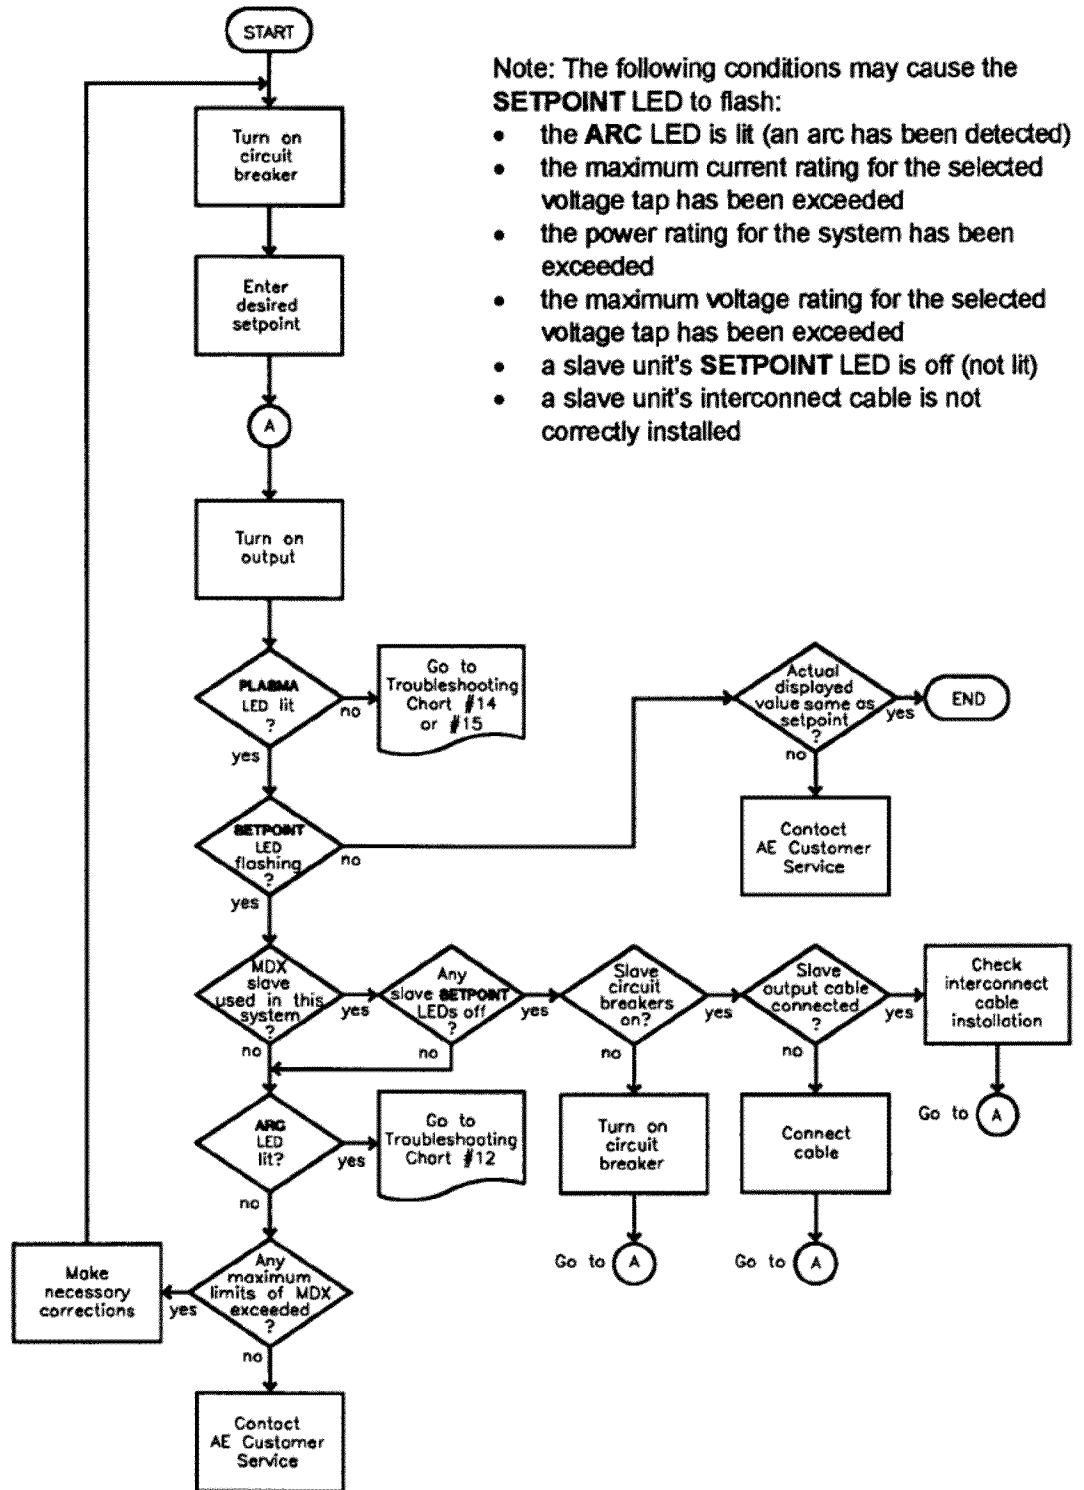 START
Note: The following conditions may cause the
SETPOINT LED to flash:
• the ARC LED is lit (an arc has been detected)
• the maximum current rating for the selected
voltage tap has been exceeded
• the power rating for the system has been
exceeded
• the maximum voltage rating for the selected
voltage tap has been exceeded
• a slave unit's SETPOINT LED is off (not lit)
• a slave unit's interconnect cable is not
correctly installed
Turn on
circuit
breaker
Enter
desired
setpoint
A
Turn on
output
PLASMA
LED lit
?
no
yes
Go to
Troubleshooting
Chart #14
or #15
Actual
displayed
value same as
setpoint
?
yes
no
END
Contact
AE Customer
Service
SETPOINT
LED
flashing
?
no
yes
MDX
slave
used in this
system
?
yes
no
Any
slave SETPOINT
LEDs off
?
yes
no
Slave
circuit
breakers
on?
yes
no
Slave
output cable
connected
?
yes
no
Check
interconnect
cable
installation
Go to A
ARC
LED
lit?
yes
no
Go to
Troubleshooting
Chart #12
Turn on
circuit
breaker
Go to A
Connect
cable
Go to A
Any
maximum
limits of MDX
exceeded
?
yes
no
Make
necessary
corrections
Contact
AE Customer
Service